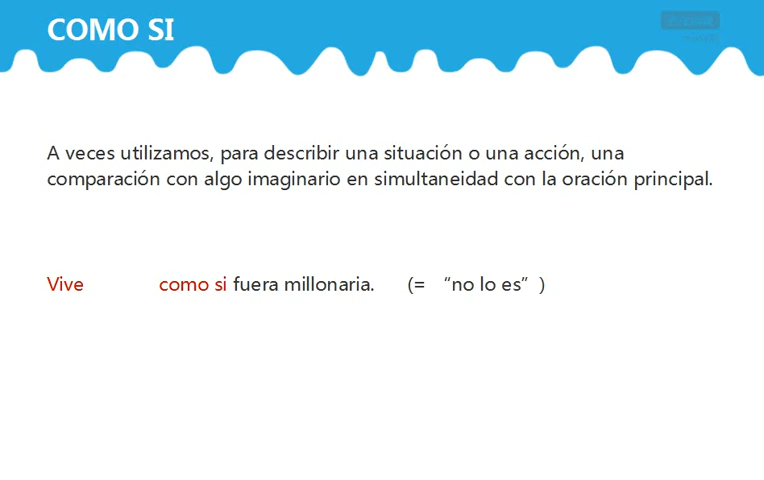 COMO SI
A veces utilizamos, para describir una situación o una acción, una
comparación con algo imaginario en simultaneidad con la oración principal.
Vive como si fuera millonaria. (= “no lo es” )